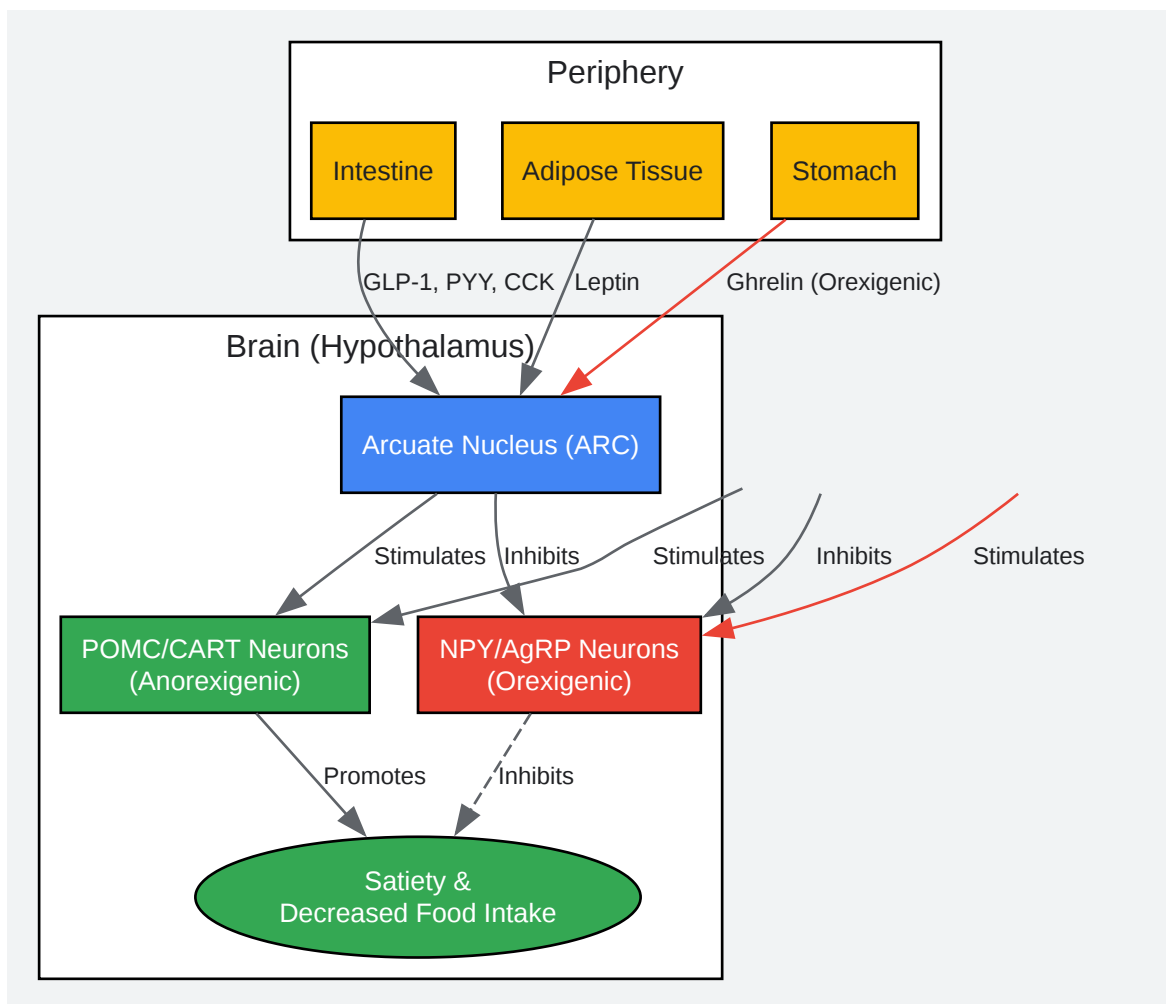 Periphery
Intestine
Adipose Tissue
Stomach
GLP-1, PYY, CCK
Leptin
Ghrelin (Orexigenic)
Brain (Hypothalamus)
Arcuate Nucleus (ARC)
Stimulates
Inhibits
Stimulates
Inhibits
Stimulates
POMC/CART Neurons
(Anorexigenic)
NPY/AgRP Neurons
(Orexigenic)
Promotes
Inhibits
Satiety &
Decreased Food Intake